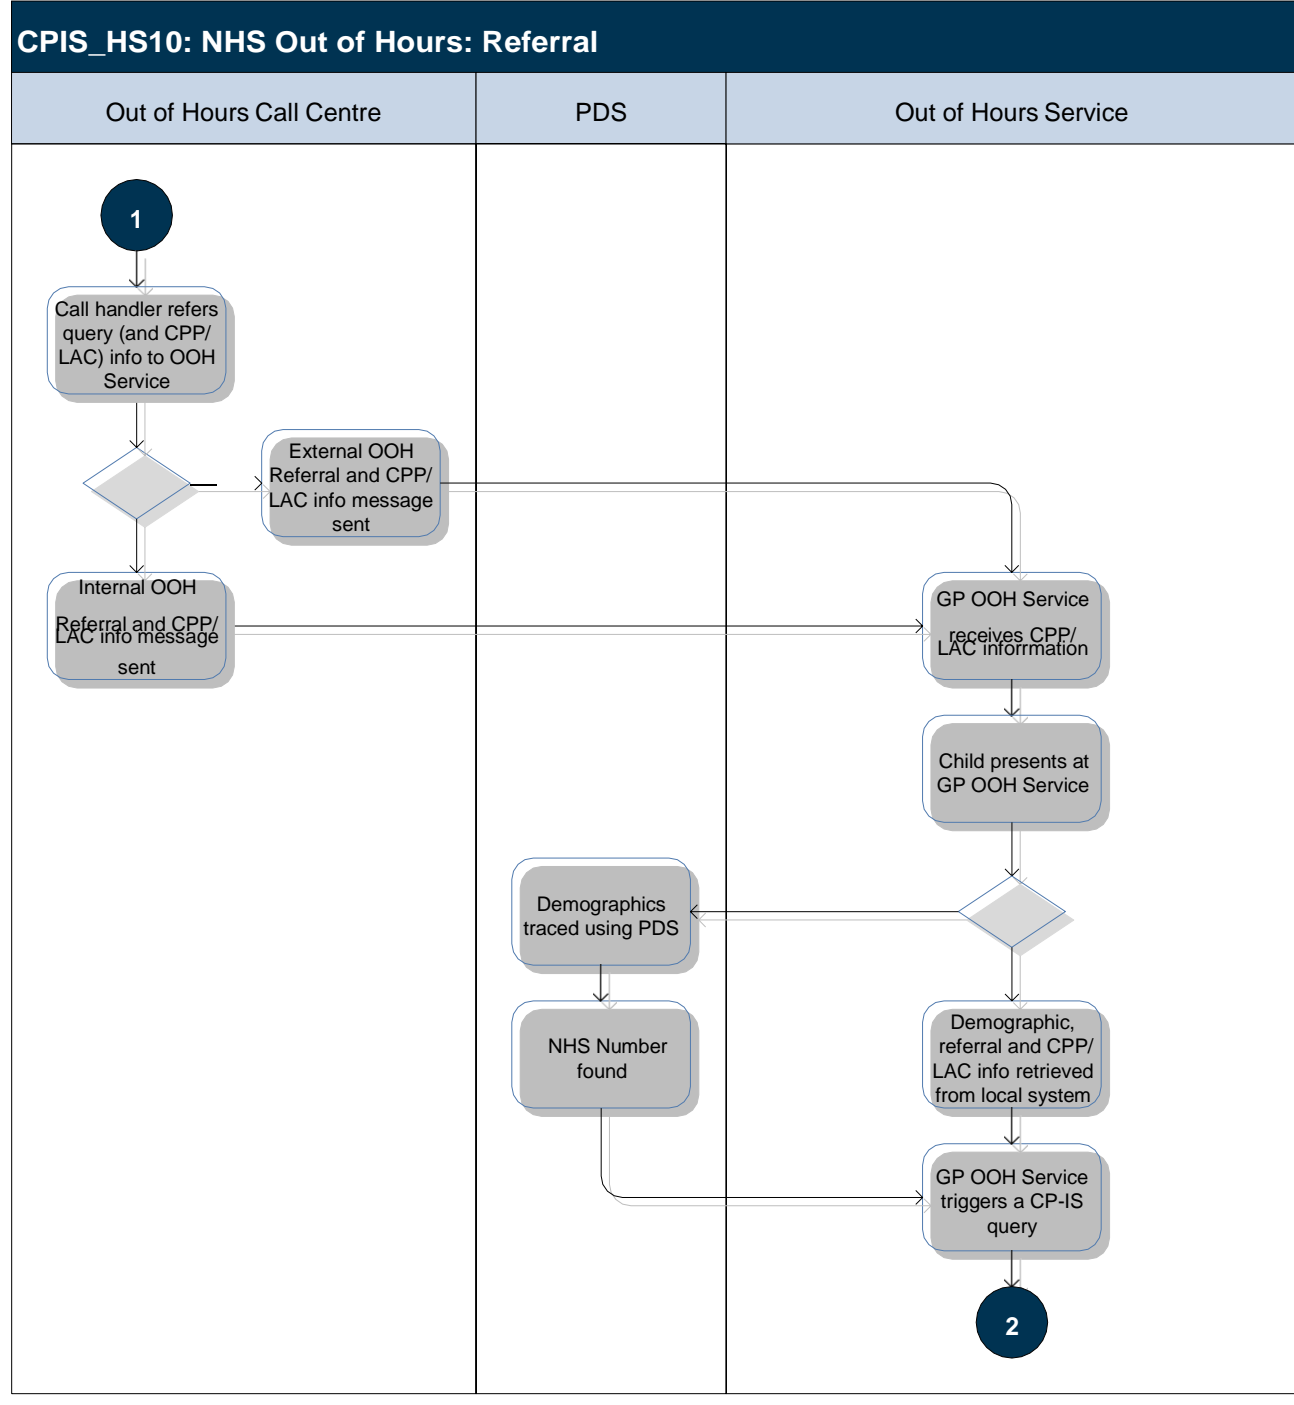 CPIS_HS10: NHS Out of Hours: Referral
Out of Hours Call Centre
PDS
Out of Hours Service
1
Call handler refers
query (and CPP/
LAC) info to OOH
Service
External OOH
Referral and CPP/
LAC info message
sent
Internal OOH
Referral and CPP/
LAC info message
sent
GP OOH Service
receives CPP/
LAC inforrmation
Child presents at
GP OOH Service
Demographics
traced using PDS
NHS Number
found
Demographic,
referral and CPP/
LAC info retrieved
from local system
GP OOH Service
triggers a CP-IS
query
2